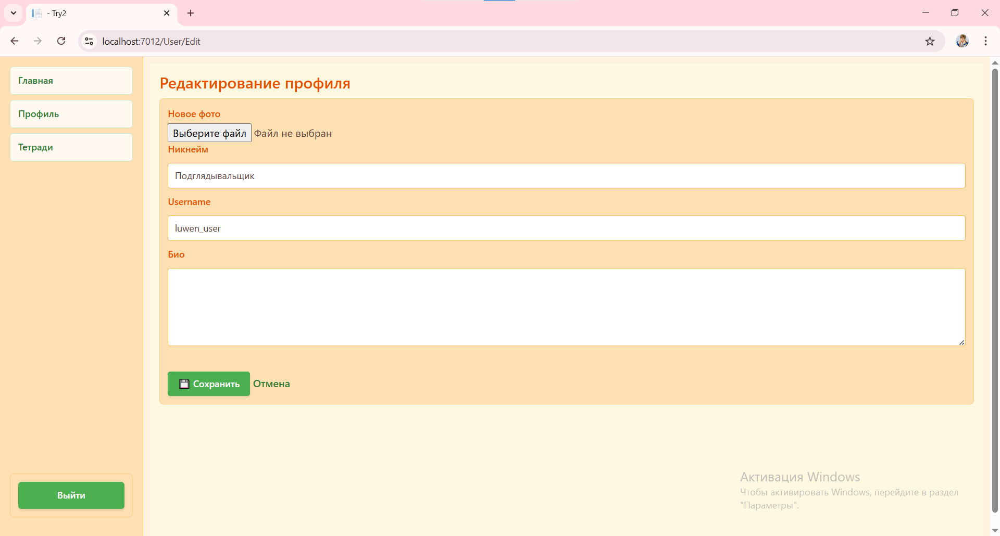 - Try2
localhost:7012/User/Edit
Главная
Профиль
Тетради
Выйти
Редактирование профиля
Новое фото
Выберите файл Файл не выбран
Никнейм
Подглядывальщик
Username
luwen_user
Био
💾 Сохранить Отмена
Активация Windows
Чтобы активировать Windows, перейдите в раздел
"Параметры".